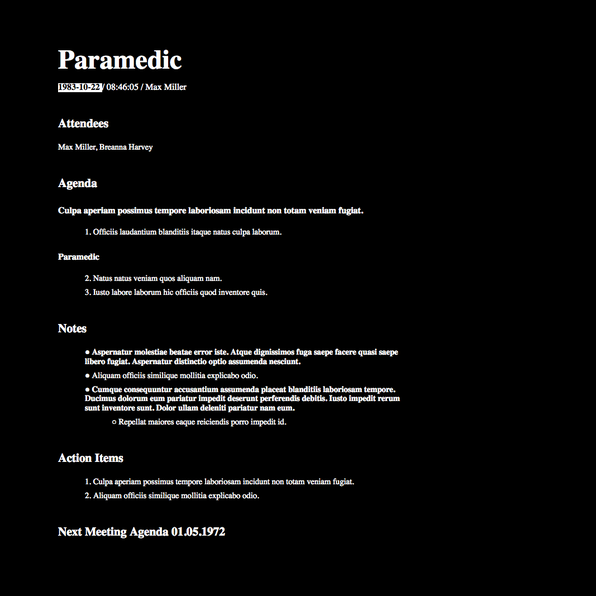 Paramedic
1983-10-22 / 08:46:05 / Max Miller
Attendees
Max Miller, Breanna Harvey
Agenda
Culpa aperiam possimus tempore laboriosam incidunt non totam veniam fugiat.
1. Officiis laudantium blanditiis itaque natus culpa laborum.
Paramedic
2. Natus natus veniam quos aliquam nam.
3. Iusto labore laborum hic officiis quod inventore quis.
Notes
● Aspernatur molestiae beatae error iste. Atque dignissimos fuga saepe facere quasi saepe
libero fugiat. Aspernatur distinctio optio assumenda nesciunt.
● Aliquam officiis similique mollitia explicabo odio.
● Cumque consequuntur accusantium assumenda placeat blanditiis laboriosam tempore.
Ducimus dolorum eum pariatur impedit deserunt perferendis debitis. Iusto impedit rerum
sunt inventore sunt. Dolor ullam deleniti pariatur nam eum.
○ Repellat maiores eaque reiciendis porro impedit id.
Action Items
1. Culpa aperiam possimus tempore laboriosam incidunt non totam veniam fugiat.
2. Aliquam officiis similique mollitia explicabo odio.
Next Meeting Agenda 01.05.1972